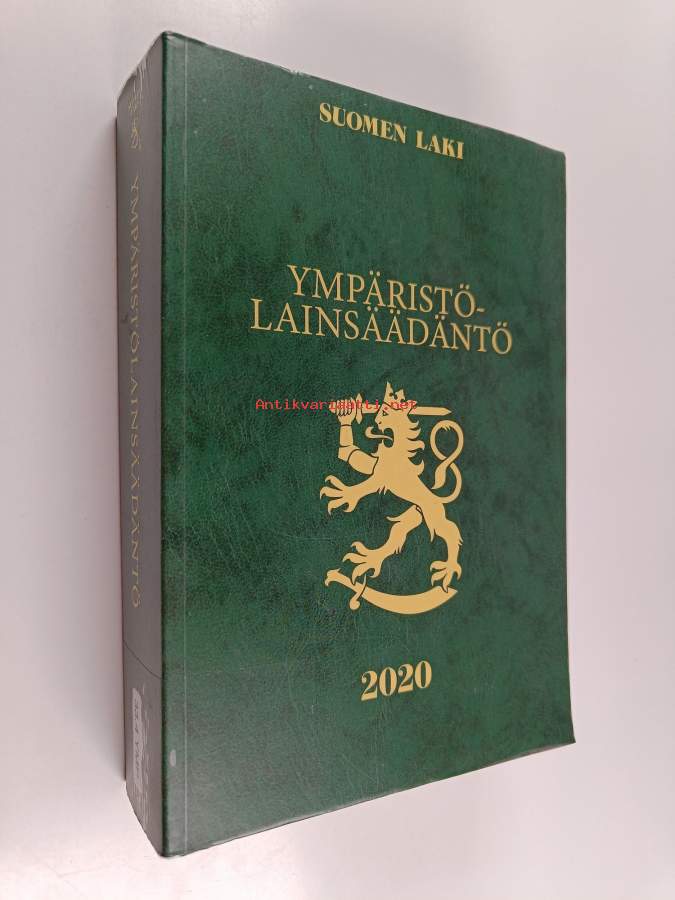 SUOMEN LAKI
YMPÄRISTÖ-
LAINSÄÄDÄNTÖ
Antikvariaatti.net
2020
YMPÄRISTÖLAINSÄÄDÄNTÖ